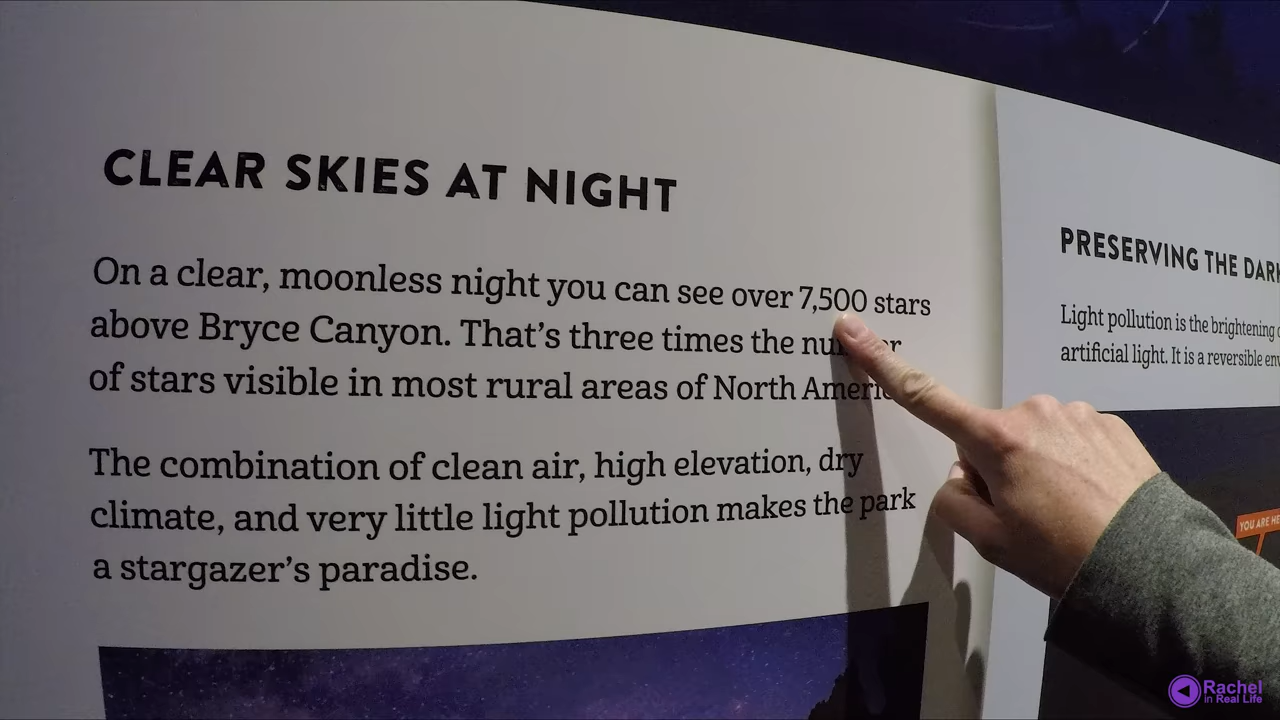 CLEAR SKIES AT NIGHT
On a clear, moonless night you can see over 7,500 stars
above Bryce Canyon. That's three times the
of stars visible in most rural areas of North
The combination of clean air, high elevation, dry
climate, and very little light pollution makes the park
a stargazer's paradise.
PRESERVING THE DARK
Light pollution is the brightening
artificial light. It is a reversible
YOU ARE
Rachel
in Real Life